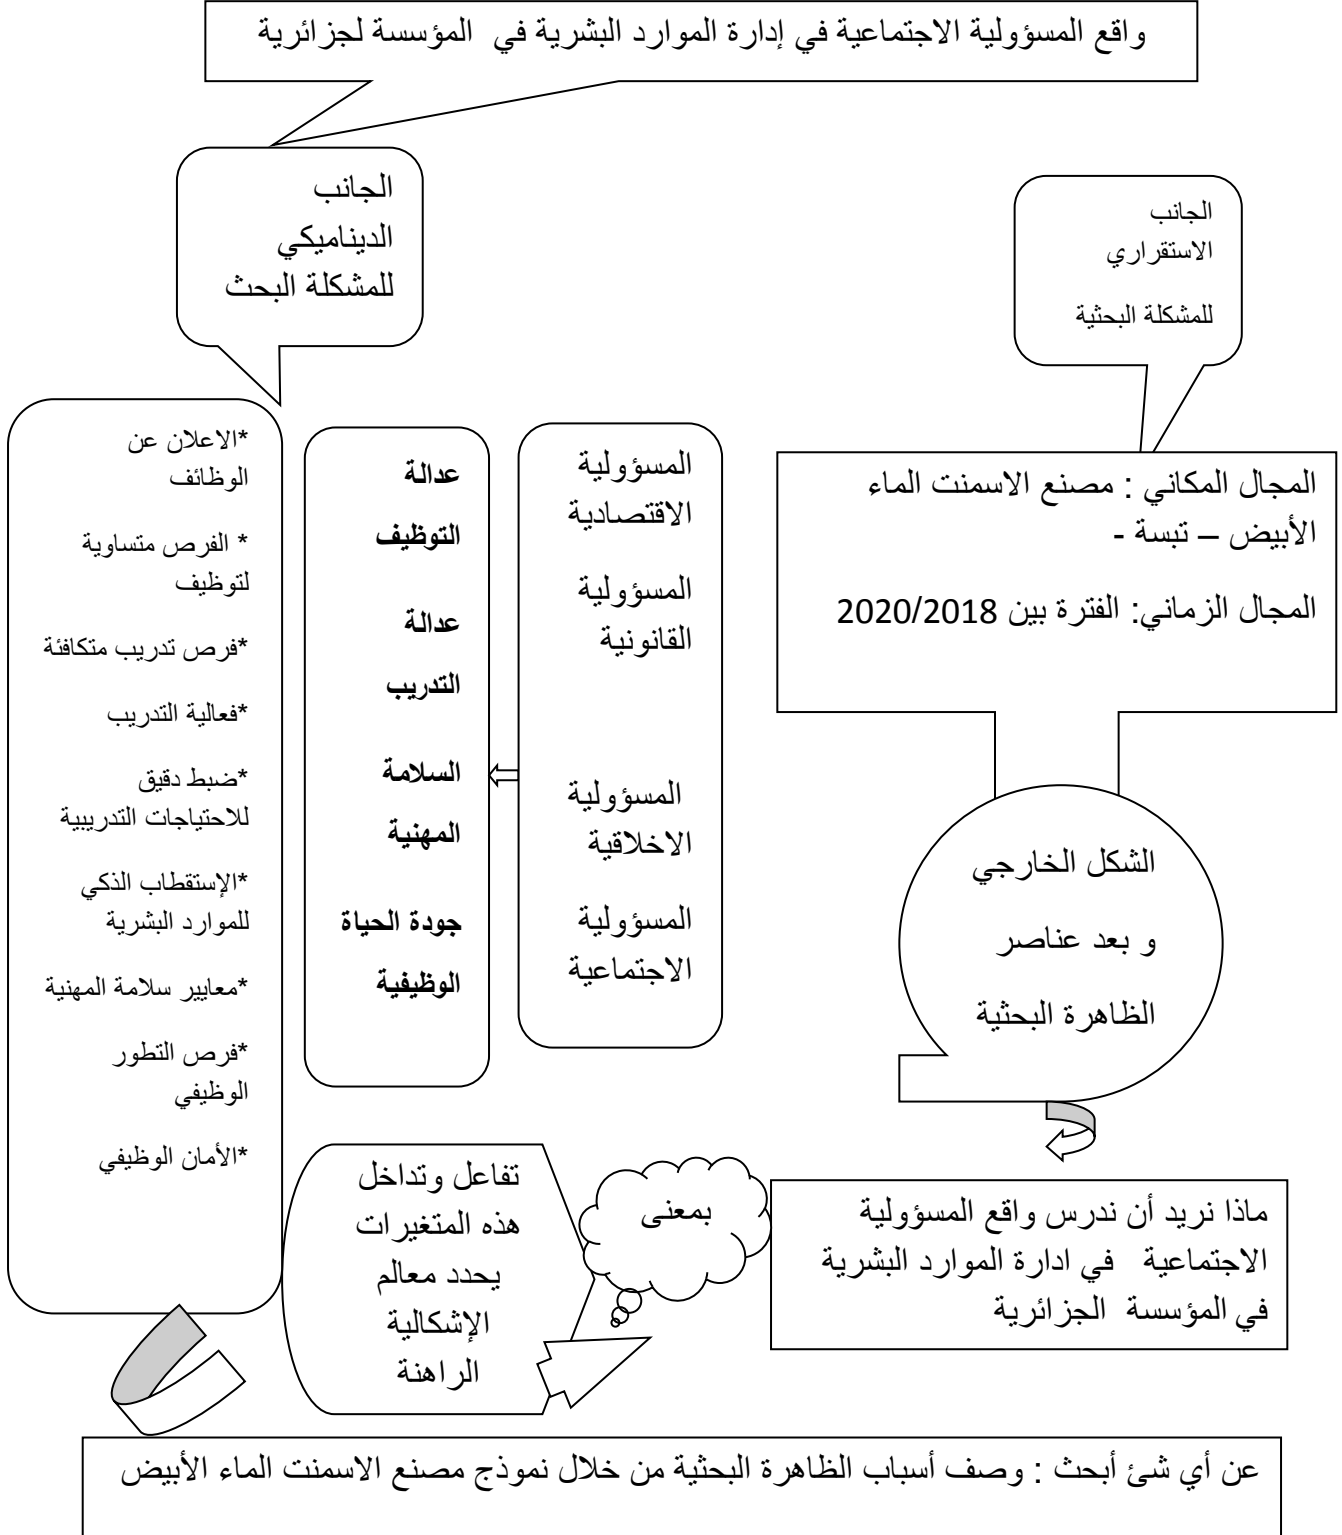 واقع المسؤولية الاجتماعية في إدارة الموارد البشرية في المؤسسة لجزائرية
الجانب
الاستقراري
للمشكلة البحثية
الجانب
الديناميكي
للمشكلة البحث
المجال المكاني : مصنع الاسمنت الماء
الأبيض – تبسة -
المجال الزماني: الفترة بين 2020/2018
المسؤولية
الاقتصادية
المسؤولية
القانونية
المسؤولية
الاخلاقية
المسؤولية
الاجتماعية
عدالة
التوظيف
عدالة
التدريب
السلامة
المهنية
جودة الحياة
الوظيفية
*الاعلان عن
الوظائف
* الفرص متساوية
لتوظيف
*فرص تدريب متكافئة
*فعالية التدريب
*ضبط دقيق
للاحتياجات التدريبية
*الإستقطاب الذكي
للموارد البشرية
*معايير سلامة المهنية
*فرص التطور
الوظيفي
*الأمان الوظيفي
الشكل الخارجي
و بعد عناصر
الظاهرة البحثية
ماذا نريد أن ندرس واقع المسؤولية
الاجتماعية في ادارة الموارد البشرية
في المؤسسة الجزائرية
بمعنى
تفاعل وتداخل
هذه المتغيرات
يحدد معالم
الإشكالية
الراهنة
عن أي شئ أبحث : وصف أسباب الظاهرة البحثية من خلال نموذج مصنع الاسمنت الماء الأبيض